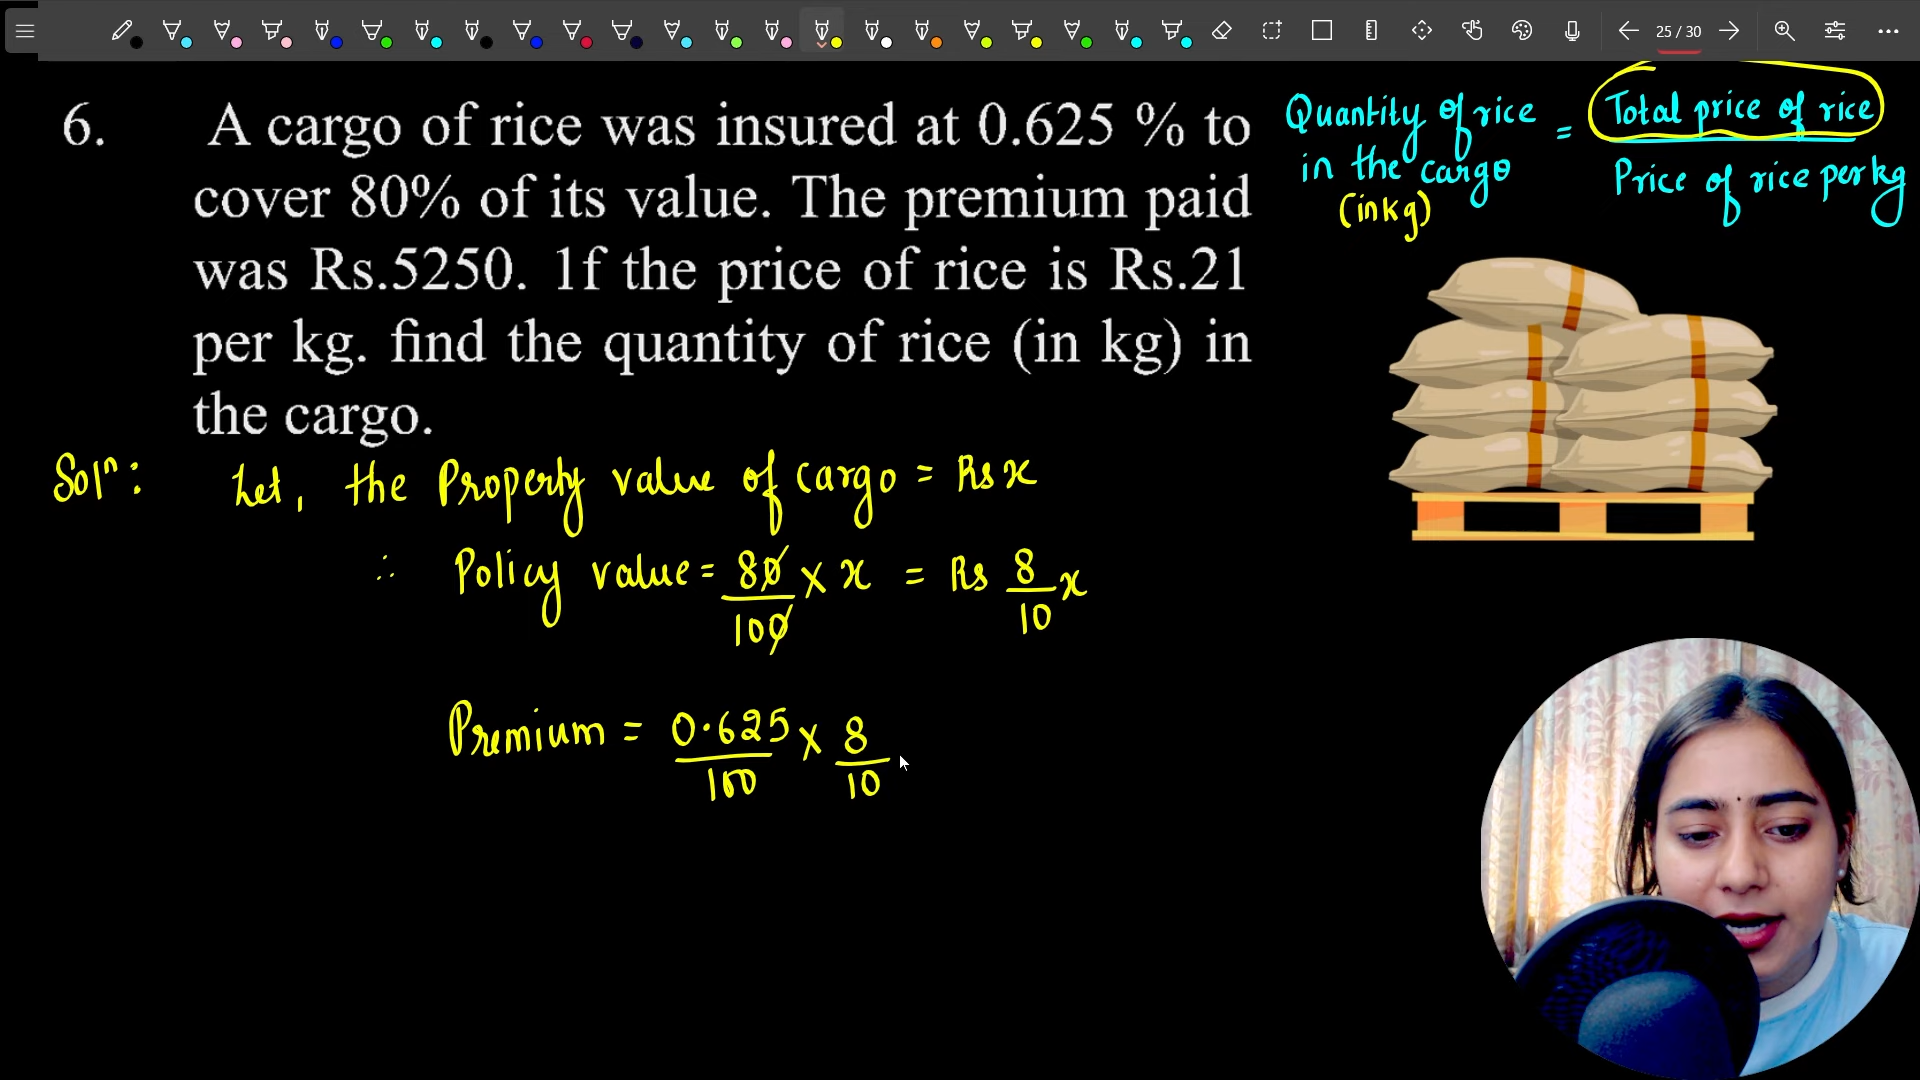 25 / 30
6. A cargo of rice was insured at 0.625 % to
cover 80% of its value. The premium paid
was Rs.5250. 1f the price of rice is Rs.21
per kg. find the quantity of rice (in kg) in
the cargo.
Quantity of rice in the cargo (in kg) = Total price of rice / Price of rice per kg
Solⁿ: Let, the Property value of cargo = Rs x
∴ Policy value = 80/100 × x = Rs 8/10 x
Premium = 0.625/100 × 8/10